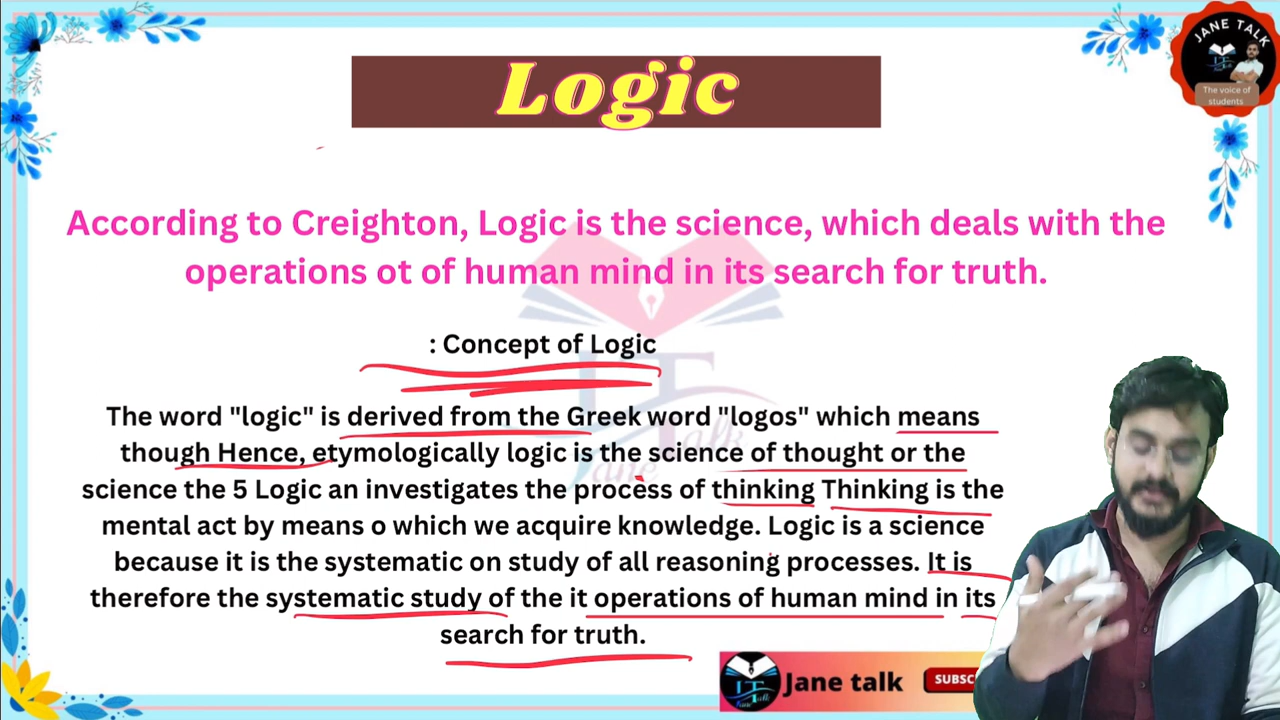 Logic
JANE TALK
The voice of
students
According to Creighton, Logic is the science, which deals with the
operations ot of human mind in its search for truth.
: Concept of Logic
The word "logic" is derived from the Greek word "logos" which means
though Hence, etymologically logic is the science of thought or the
science the 5 Logic an investigates the process of thinking Thinking is the
mental act by means o which we acquire knowledge. Logic is a science
because it is the systematic on study of all reasoning processes. It is
therefore the systematic study of the it operations of human mind in its
search for truth.
Jane talk
SUBSC